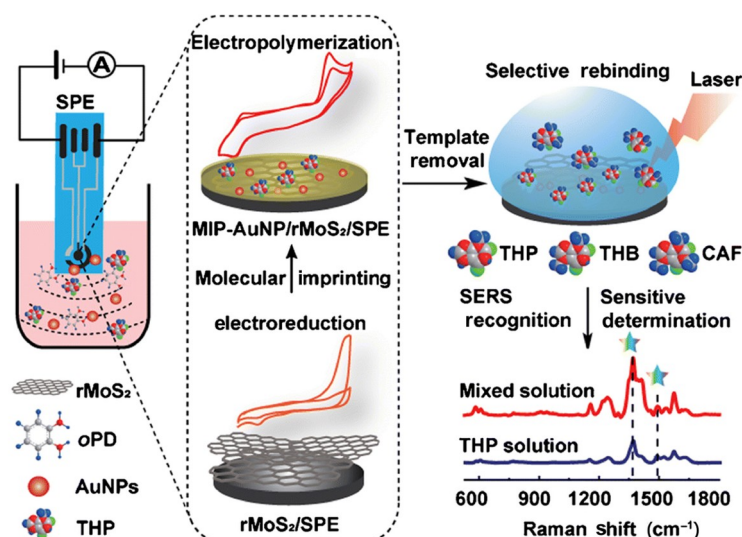 A
SPE
rMoS₂
oPD
AuNPs
THP
Electropolymerization
MIP-AuNP/rMoS₂/SPE
Molecular imprinting
electroreduction
rMoS₂/SPE
Template
removal
Selective rebinding
Laser
THP THB CAF
SERS
recognition
Sensitive
determination
Mixed solution
THP solution
600 900 1200 1500 1800
Raman shift (cm⁻¹)